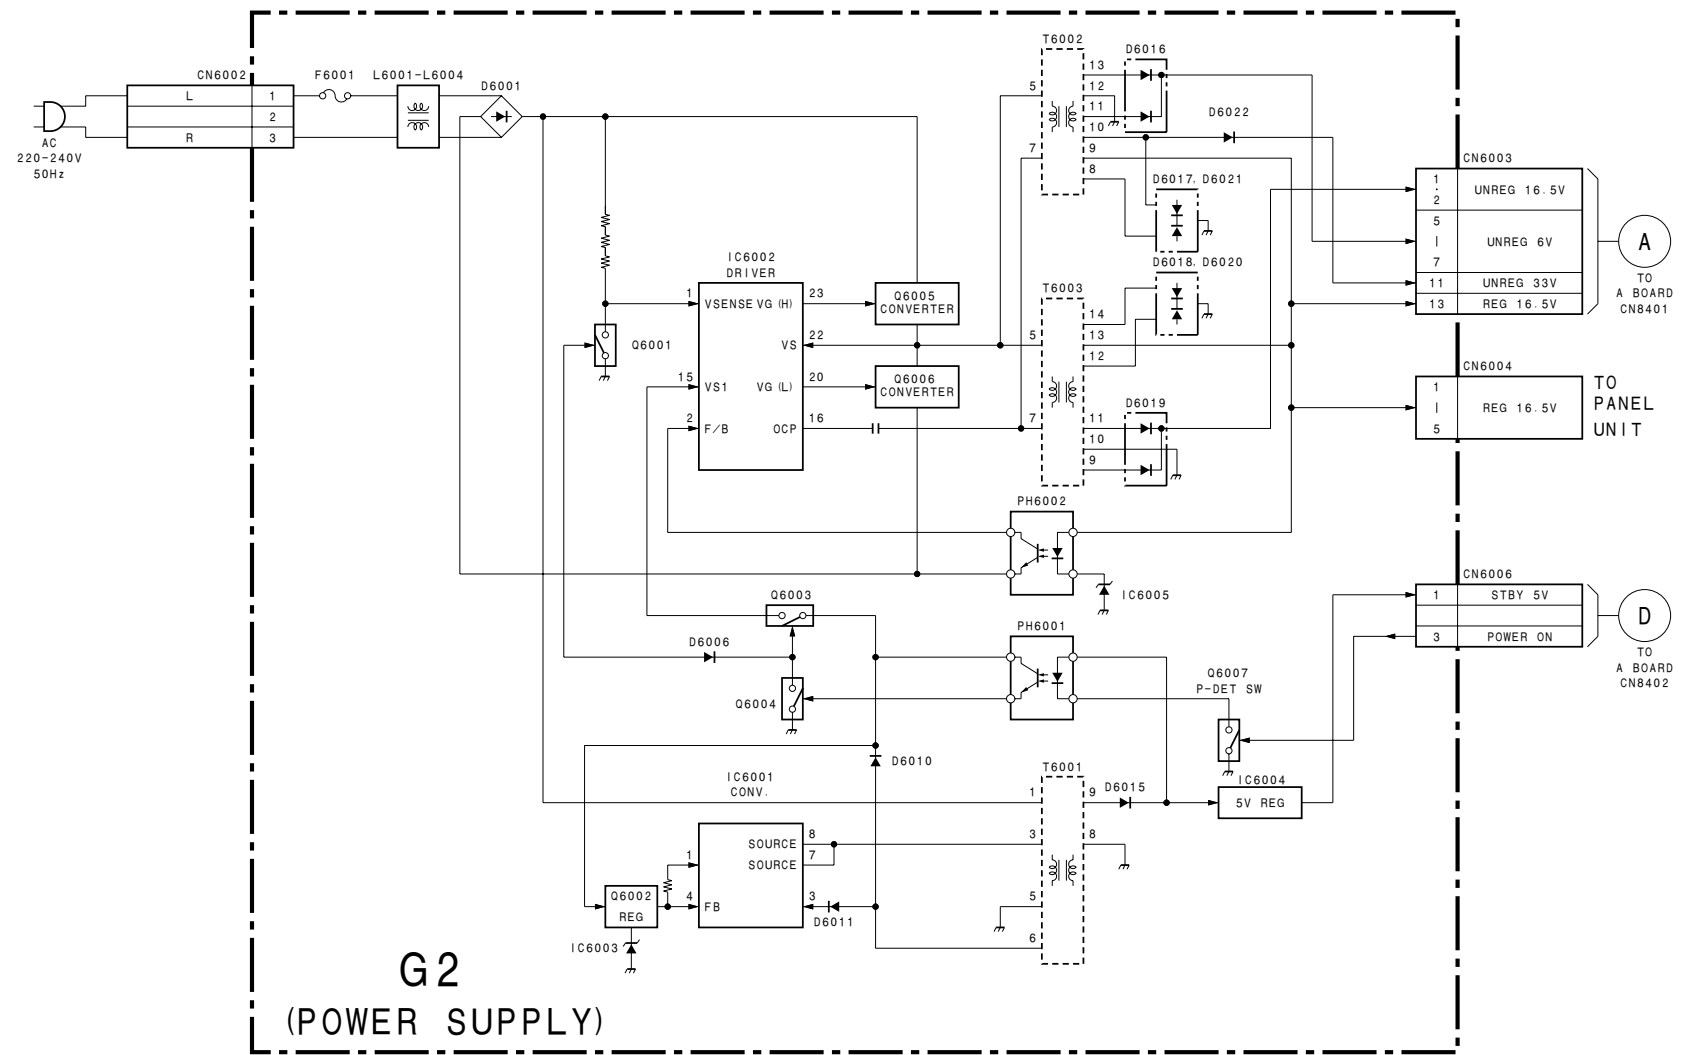 CN6002
L 1
2
R 3
AC
220-240V
50Hz
F6001
L6001-L6004
D6001
T6002
5
7
13
12
11
10
9
8
D6016
D6022
D6017, D6021
D6018, D6020
CN6003
1
.
2
UNREG 16.5V
5
|
7
UNREG 6V
11 UNREG 33V
13 REG 16.5V
A
TO
A BOARD
CN8401
IC6002
DRIVER
1 VSENSE VG (H) 23
VS 22
15 VS1 VG (L) 20
2 F/B OCP 16
Q6005
CONVERTER
Q6006
CONVERTER
Q6001
T6003
5
7
14
13
12
11
10
9
D6019
CN6004
1
|
5
REG 16.5V
TO
PANEL
UNIT
PH6002
IC6005
CN6006
1 STBY 5V
3 POWER ON
D
TO
A BOARD
CN8402
Q6003
D6006
Q6004
PH6001
Q6007
P-DET SW
D6010
IC6001
CONV.
SOURCE 8
SOURCE 7
1
4 FB 3
D6011
Q6002
REG
IC6003
T6001
1
3
5
6
9
8
D6015
IC6004
5V REG
G2
(POWER SUPPLY)